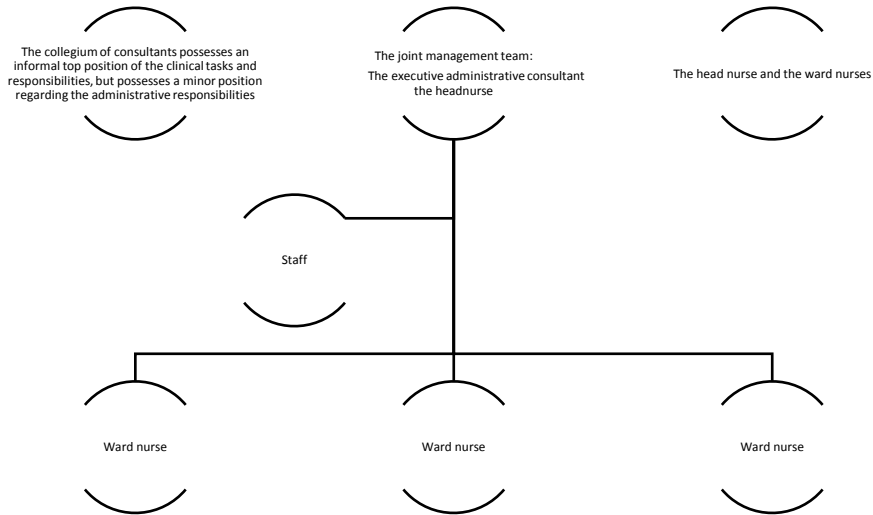 The collegium of consultants possesses an
informal top position of the clinical tasks and
responsibilities, but possesses a minor position
regarding the administrative responsibilities
The joint management team:
The executive administrative consultant
the headnurse
The head nurse and the ward nurses
Staff
Ward nurse
Ward nurse
Ward nurse